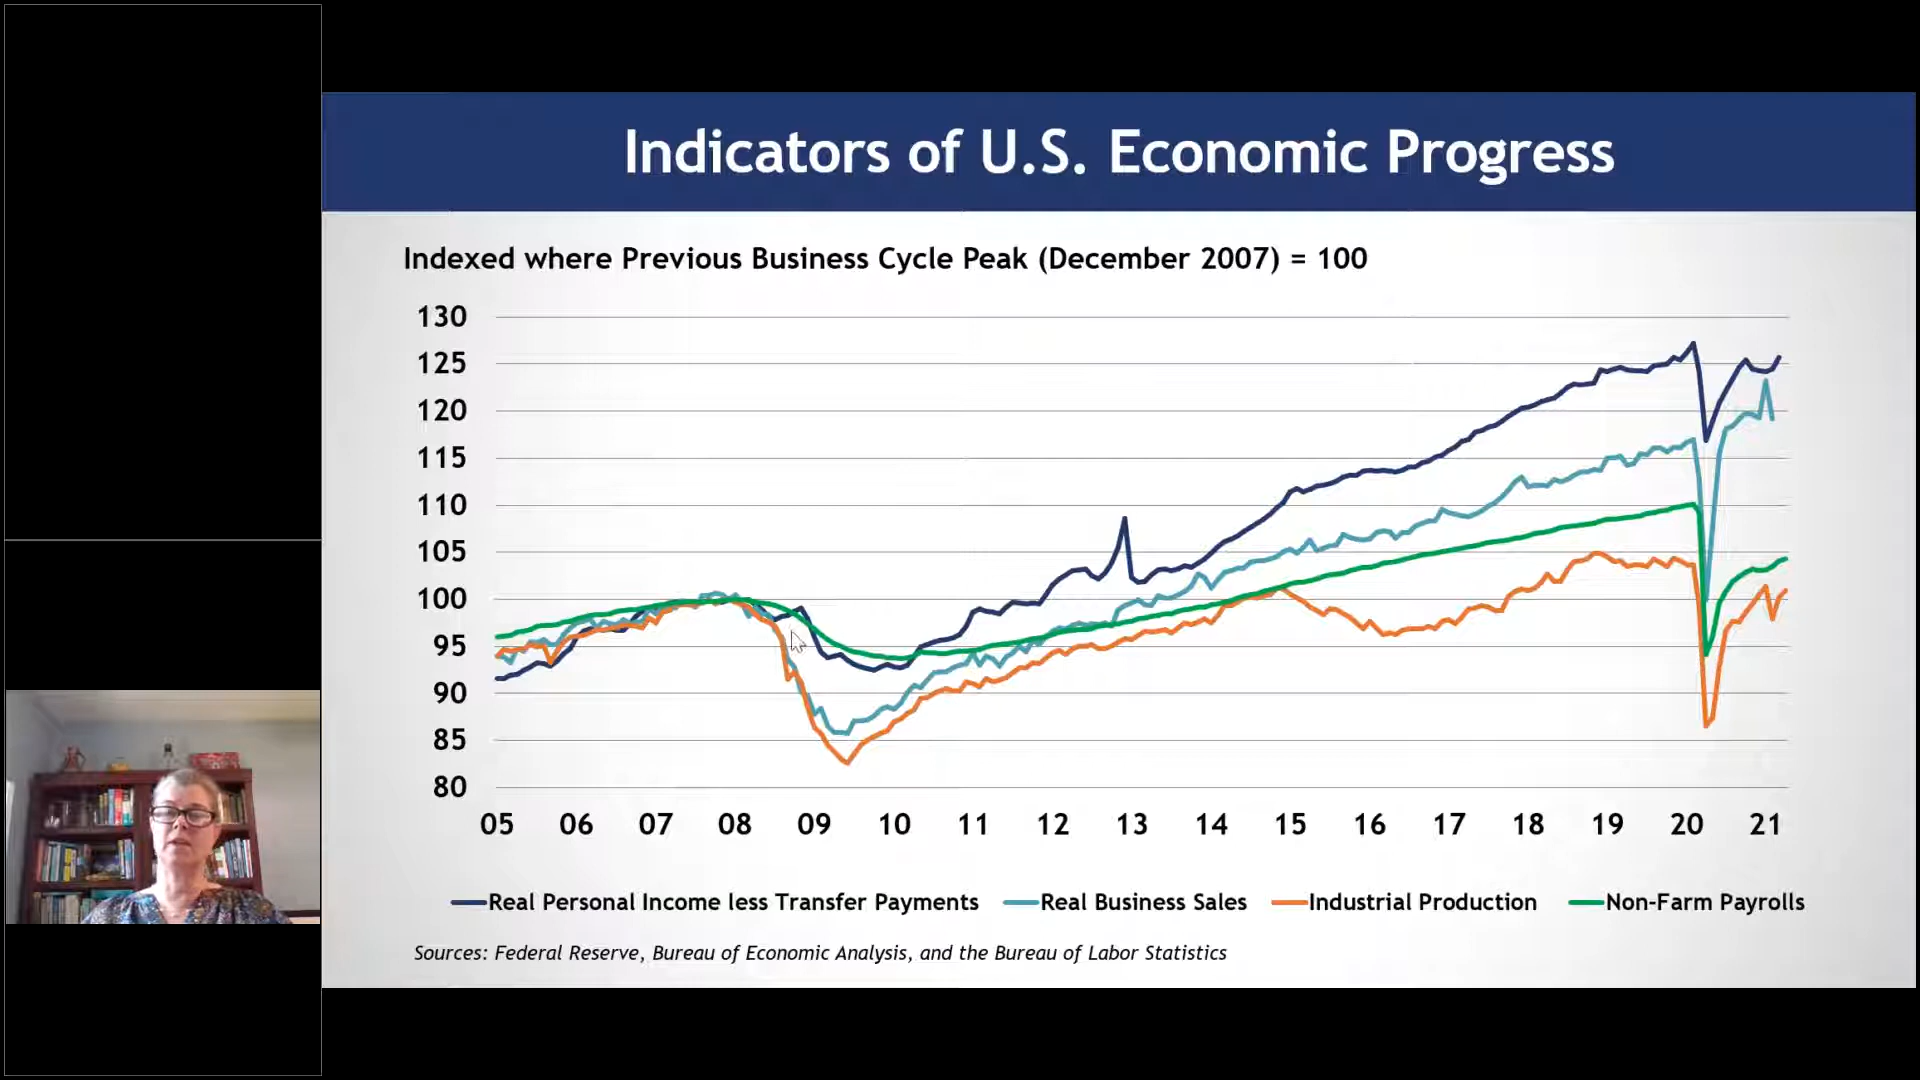 Indicators of U.S. Economic Progress
Indexed where Previous Business Cycle Peak (December 2007) = 100
130
125
120
115
110
105
100
95
90
85
80
05 06 07 08 09 10 11 12 13 14 15 16 17 18 19 20 21
Real Personal Income less Transfer Payments Real Business Sales Industrial Production Non-Farm Payrolls
Sources: Federal Reserve, Bureau of Economic Analysis, and the Bureau of Labor Statistics